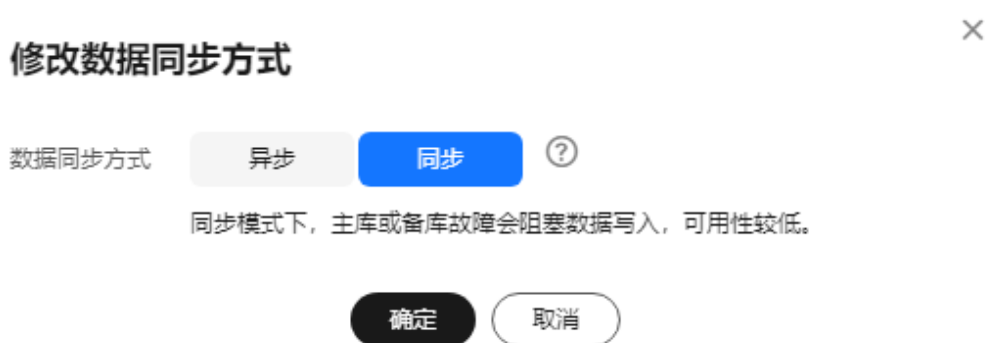 修改数据同步方式
数据同步方式 异步 同步
同步模式下，主库或备库故障会阻塞数据写入，可用性较低。
确定 取消